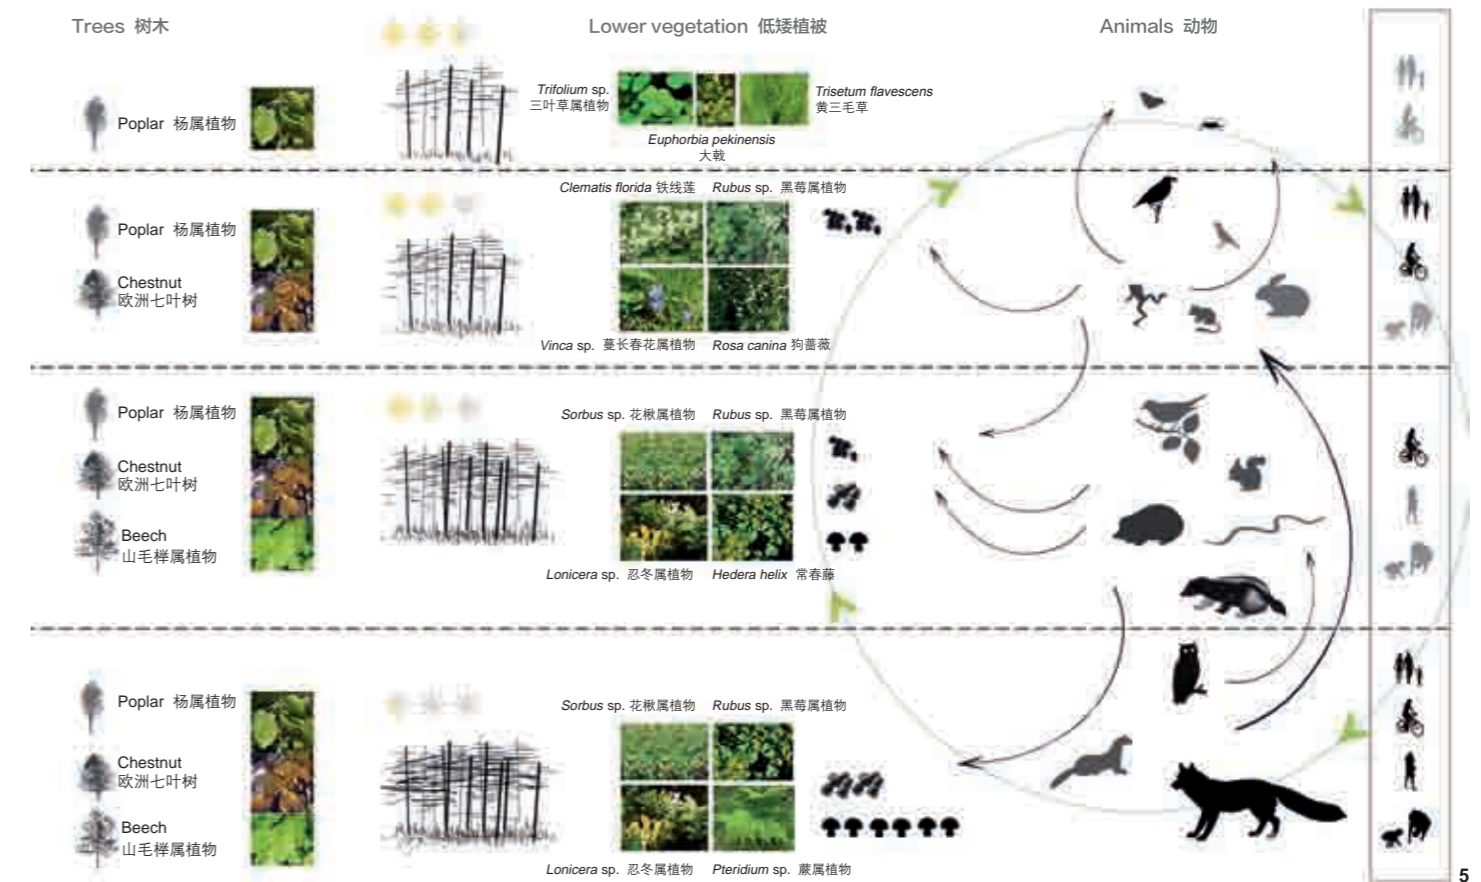 Trees 树木
Lower vegetation 低矮植被
Animals 动物
Poplar 杨属植物
Trifolium sp.
三叶草属植物
Trisetum flavescens
黄三毛草
Euphorbia pekinensis
大戟
Clematis florida 铁线莲 Rubus sp. 黑莓属植物
Poplar 杨属植物
Chestnut
欧洲七叶树
Vinca sp. 蔓长春花属植物 Rosa canina 狗蔷薇
Sorbus sp. 花楸属植物 Rubus sp. 黑莓属植物
Poplar 杨属植物
Chestnut
欧洲七叶树
Beech
山毛榉属植物
Lonicera sp. 忍冬属植物 Hedera helix 常春藤
Sorbus sp. 花楸属植物 Rubus sp. 黑莓属植物
Poplar 杨属植物
Chestnut
欧洲七叶树
Beech
山毛榉属植物
Lonicera sp. 忍冬属植物 Pteridium sp. 蕨属植物
5